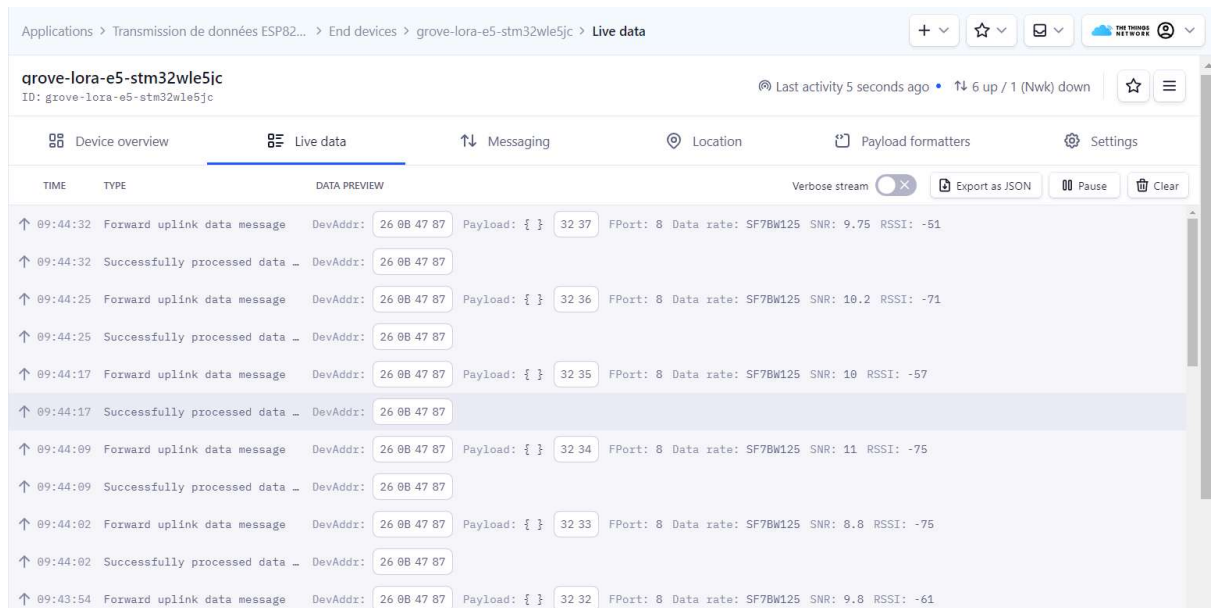 Applications > Transmission de données ESP82... > End devices > grove-lora-e5-stm32wle5jc > Live data
THE THINGS NETWORK
grove-lora-e5-stm32wle5jc
ID: grove-lora-e5-stm32wle5jc
Last activity 5 seconds ago • 6 up / 1 (Nwk) down
Device overview Live data Messaging Location Payload formatters Settings
TIME TYPE DATA PREVIEW Verbose stream Export as JSON Pause Clear
↑ 09:44:32 Forward uplink data message DevAddr: 26 0B 47 87 Payload: { } 32 37 FPort: 8 Data rate: SF7BW125 SNR: 9.75 RSSI: -51
↑ 09:44:32 Successfully processed data … DevAddr: 26 0B 47 87
↑ 09:44:25 Forward uplink data message DevAddr: 26 0B 47 87 Payload: { } 32 36 FPort: 8 Data rate: SF7BW125 SNR: 10.2 RSSI: -71
↑ 09:44:25 Successfully processed data … DevAddr: 26 0B 47 87
↑ 09:44:17 Forward uplink data message DevAddr: 26 0B 47 87 Payload: { } 32 35 FPort: 8 Data rate: SF7BW125 SNR: 10 RSSI: -57
↑ 09:44:17 Successfully processed data … DevAddr: 26 0B 47 87
↑ 09:44:09 Forward uplink data message DevAddr: 26 0B 47 87 Payload: { } 32 34 FPort: 8 Data rate: SF7BW125 SNR: 11 RSSI: -75
↑ 09:44:09 Successfully processed data … DevAddr: 26 0B 47 87
↑ 09:44:02 Forward uplink data message DevAddr: 26 0B 47 87 Payload: { } 32 33 FPort: 8 Data rate: SF7BW125 SNR: 8.8 RSSI: -75
↑ 09:44:02 Successfully processed data … DevAddr: 26 0B 47 87
↑ 09:43:54 Forward uplink data message DevAddr: 26 0B 47 87 Payload: { } 32 32 FPort: 8 Data rate: SF7BW125 SNR: 9.8 RSSI: -61